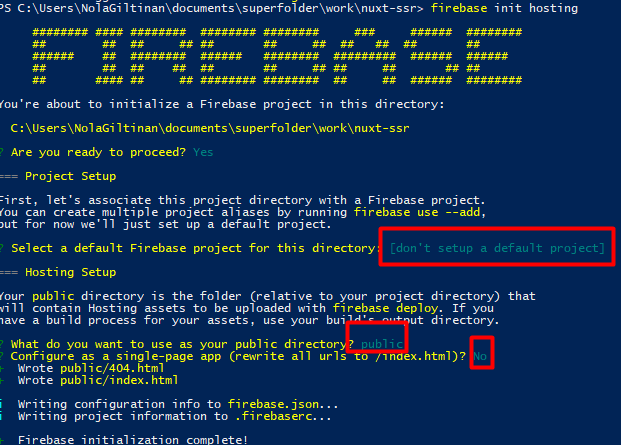 PS C:\Users\NolaGiltinan\documents\superfolder\work\nuxt-ssr> firebase init hosting
######## #### ######## ######## ######## ### ###### ########
## ## ## ## ## ## ## ## ## ## ##
###### ## ######## ###### ######## ######### ###### ######
## ## ## ## ## ## ## ## ## ## ##
## #### ## ## ######## ######## ## ## ###### ########
You're about to initialize a Firebase project in this directory:
C:\Users\NolaGiltinan\documents\superfolder\work\nuxt-ssr
? Are you ready to proceed? Yes
=== Project Setup
First, let's associate this project directory with a Firebase project.
You can create multiple project aliases by running firebase use --add,
but for now we'll just set up a default project.
? Select a default Firebase project for this directory: [don't setup a default project]
=== Hosting Setup
Your public directory is the folder (relative to your project directory) that
will contain Hosting assets to be uploaded with firebase deploy. If you
have a build process for your assets, use your build's output directory.
? What do you want to use as your public directory? public
? Configure as a single-page app (rewrite all urls to /index.html)? No
+ Wrote public/404.html
+ Wrote public/index.html
i Writing configuration info to firebase.json...
i Writing project information to .firebaserc...
+ Firebase initialization complete!